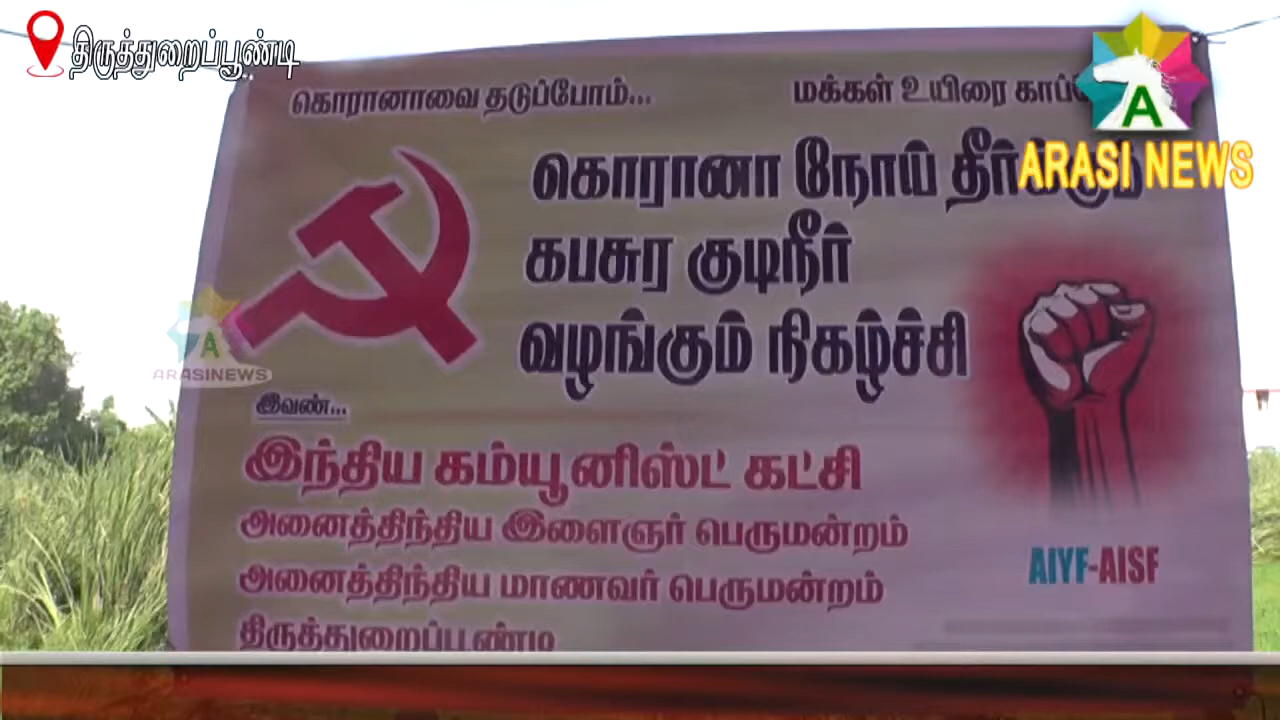 திருத்துறைப்பூண்டி
கொரானாவை தடுப்போம்... மக்கள் உயிரை
கொரானா நோய்
ARASI NEWS
A
கபசுர குடிநீர்
வழங்கும் நிகழ்ச்சி
A
ARASINEWS
இவண்...
இந்திய கம்யூனிஸ்ட் கட்சி
அனைத்திந்திய இளைஞர் பெருமன்றம்
AIYF-AISF
அனைத்திந்திய மாணவர் பெருமன்றம்
திருத்துறைப்பூண்டி